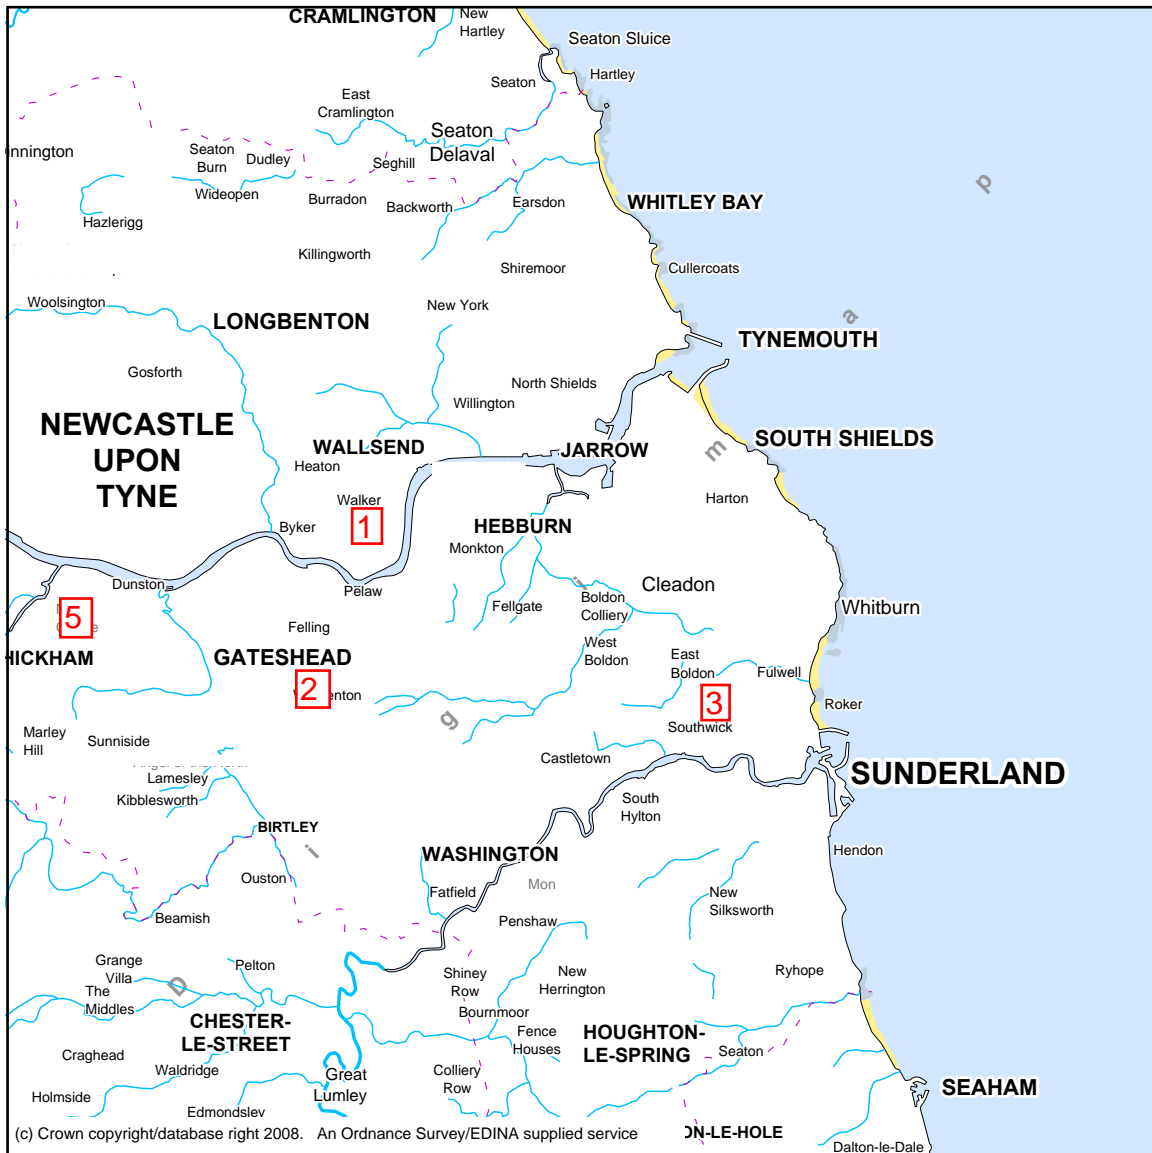 CRAMLINGTON
New
Hartley
Seaton Sluice
Hartley
Seaton
East
Cramlington
Seaton
Delaval
nnington
Seaton
Burn
Dudley
Seghill
Wideopen
Burradon
Backworth
Earsdon
WHITLEY BAY
p
Hazlerigg
Killingworth
Shiremoor
Cullercoats
Woolsington
New York
LONGBENTON
a
TYNEMOUTH
Gosforth
North Shields
Willington
NEWCASTLE
UPON
TYNE
WALLSEND
JARROW
SOUTH SHIELDS
m
Heaton
Walker
Harton
1
Byker
HEBBURN
Monkton
Dunston
Pelaw
i
Cleadon
Fellgate
Boldon
Colliery
Whitburn
5
Felling
HICKHAM
GATESHEAD
West
Boldon
East
Boldon
Fulwell
2
enton
3
Roker
g
Southwick
Marley
Hill
Sunniside
Castletown
Lamesley
Kibblesworth
SUNDERLAND
South
Hylton
BIRTLEY
i
WASHINGTON
Hendon
Ouston
Fatfield
Mon
New
Silksworth
Beamish
Penshaw
Grange
Villa
Pelton
The
Middles
D
Shiney
Row
New
Herrington
Ryhope
Bournmoor
CHESTER-
LE-STREET
Fence
Houses
HOUGHTON-
LE-SPRING
Seaton
Craghead
Waldridge
Great
Lumley
Colliery
Row
SEAHAM
Holmside
Edmondsley
(c) Crown copyright/database right 2008. An Ordnance Survey/EDINA supplied service
ON-LE-HOLE
Dalton-le-Dale